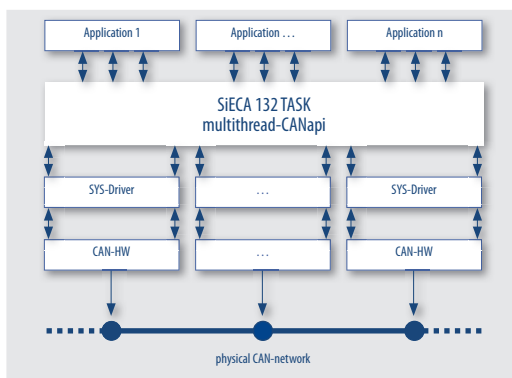 Application 1
Application …
Application n
SiECA 132 TASK
multithread-CANapi
SYS-Driver
…
SYS-Driver
CAN-HW
…
CAN-HW
physical CAN-network